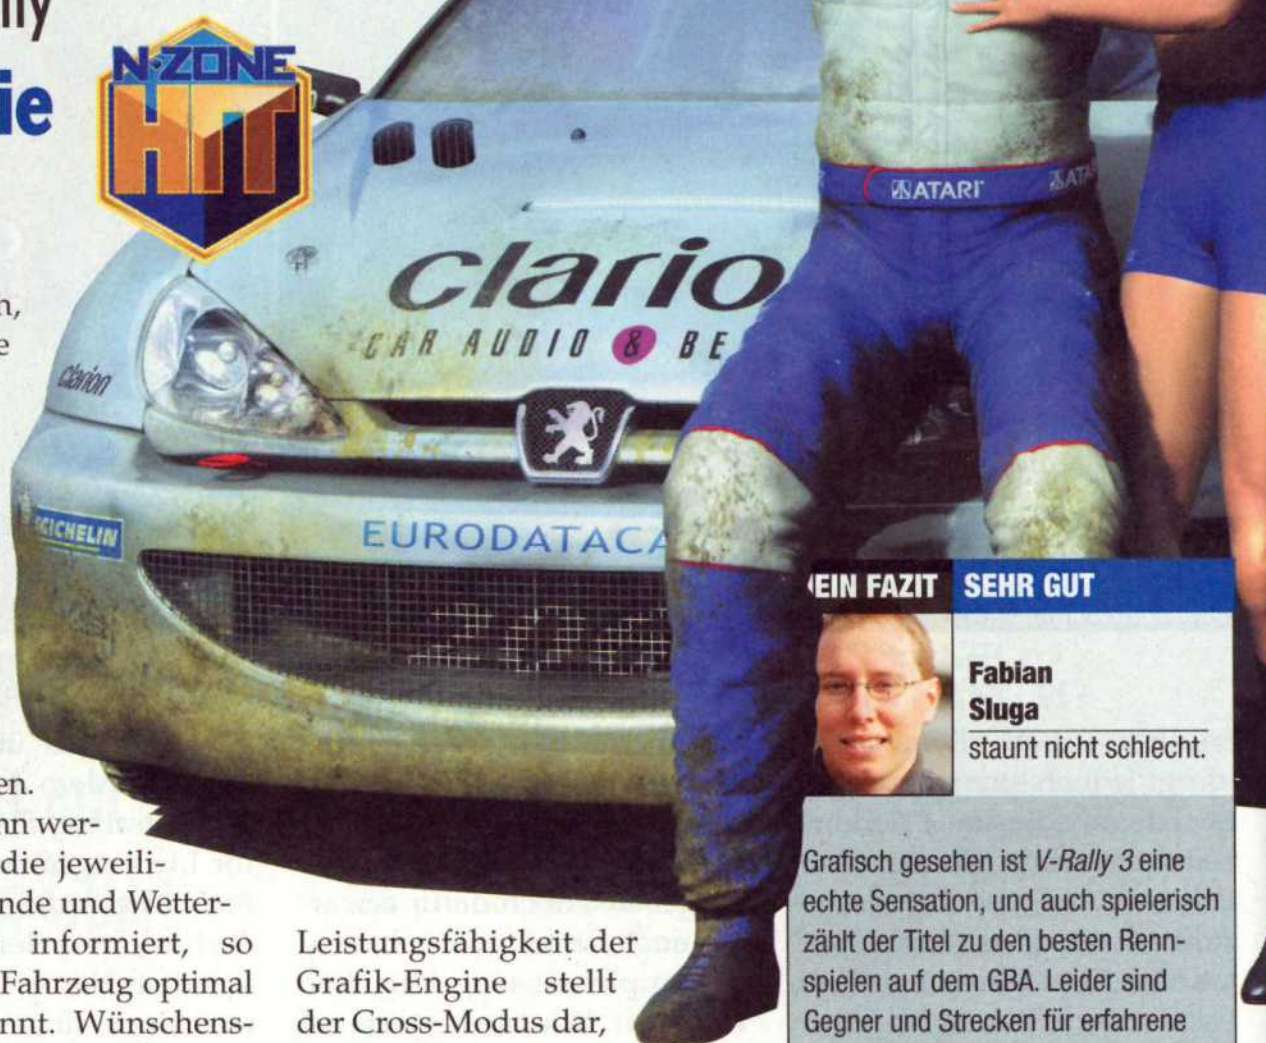 N-ZONE
HIT
ie
ATARI
clario
CAR AUDIO & BE
Clarion
MICHELIN
EURODATACA
EIN FAZIT
SEHR GUT
Fabian
Sluga
staunt nicht schlecht.
en.
nn wer-
die jeweili-
nde und Wetter-
informiert, so
Fahrzeug optimal
nnt. Wünschens-
Leistungsfähigkeit der
Grafik-Engine stellt
der Cross-Modus dar,
Grafisch gesehen ist V-Rally 3 eine
echte Sensation, und auch spielerisch
zählt der Titel zu den besten Renn-
spielen auf dem GBA. Leider sind
Gegner und Strecken für erfahrene